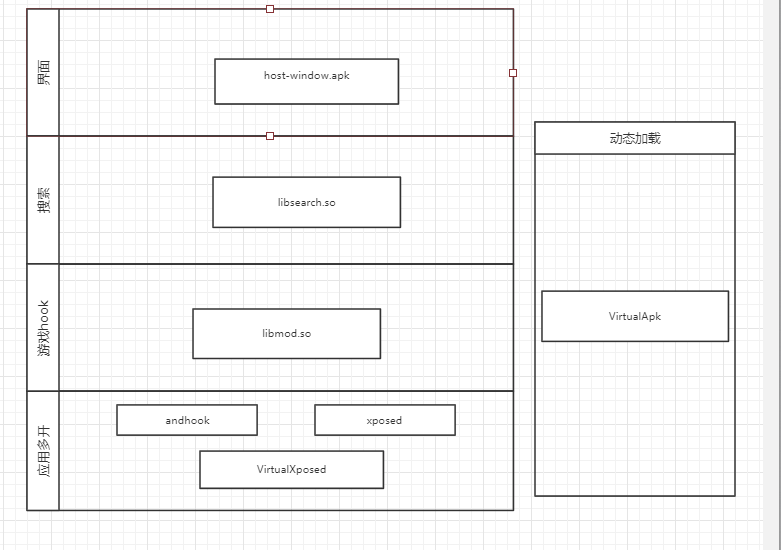 界面
host-window.apk
搜索
libsearch.so
游戏hook
libmod.so
应用多开
andhook
xposed
VirtualXposed
动态加载
VirtualApk